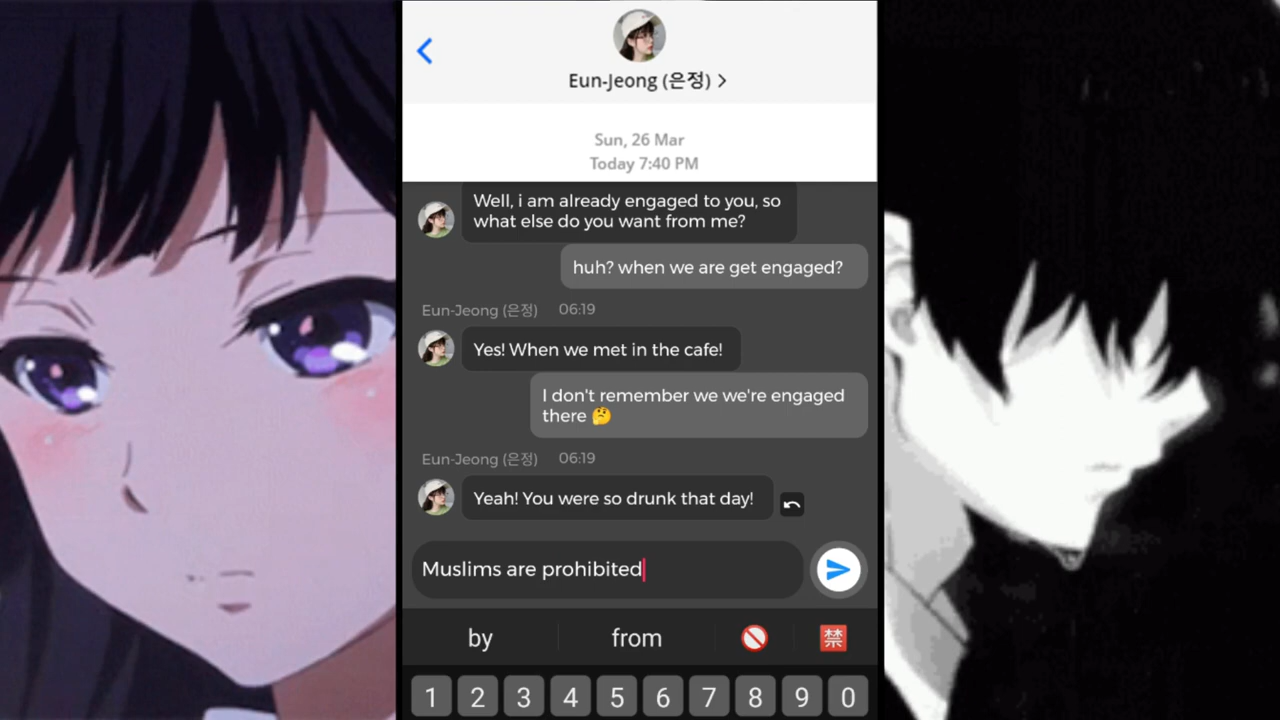 Eun-Jeong (은정) >
Sun, 26 Mar
Today 7:40 PM
Well, i am already engaged to you, so
what else do you want from me?
huh? when we are get engaged?
Eun-Jeong (은정) 06:19
Yes! When we met in the cafe!
I don't remember we we're engaged
there 🤔
Eun-Jeong (은정) 06:19
Yeah! You were so drunk that day!
Muslims are prohibited
by from 🚫 禁
1 2 3 4 5 6 7 8 9 0